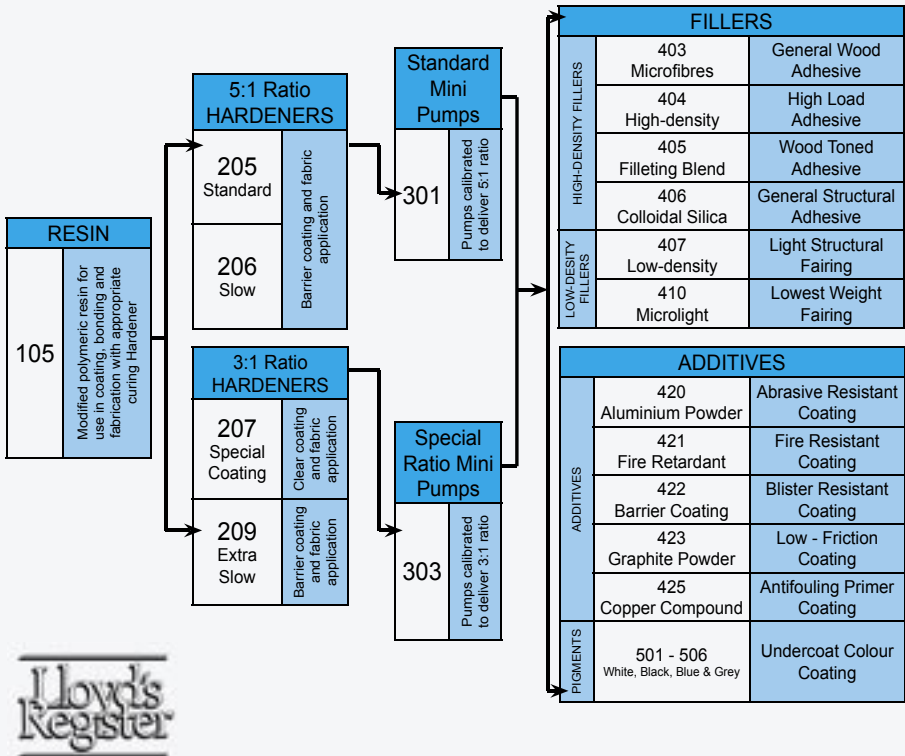 RESIN
105
Modified polymeric resin for
use in coating, bonding and
fabrication with appropriate
curing Hardener
5:1 Ratio
HARDENERS
205
Standard
206
Slow
Barrier coating and fabric
application
3:1 Ratio
HARDENERS
207
Special
Coating
Clear coating
and fabric
application
209
Extra
Slow
Barrier coating
and fabric
application
Standard
Mini
Pumps
301
Pumps calibrated
to deliver 5:1 ratio
Special
Ratio Mini
Pumps
303
Pumps calibrated
to deliver 3:1 ratio
FILLERS
HIGH-DENSITY FILLERS
403
Microfibres
General Wood
Adhesive
404
High-density
High Load
Adhesive
405
Filleting Blend
Wood Toned
Adhesive
406
Colloidal Silica
General Structural
Adhesive
LOW-DESITY
FILLERS
407
Low-density
Light Structural
Fairing
410
Microlight
Lowest Weight
Fairing
ADDITIVES
ADDITIVES
420
Aluminium Powder
Abrasive Resistant
Coating
421
Fire Retardant
Fire Resistant
Coating
422
Barrier Coating
Blister Resistant
Coating
423
Graphite Powder
Low - Friction
Coating
425
Copper Compound
Antifouling Primer
Coating
PIGMENTS
501 - 506
White, Black, Blue & Grey
Undercoat Colour
Coating
Lloyd's
Register